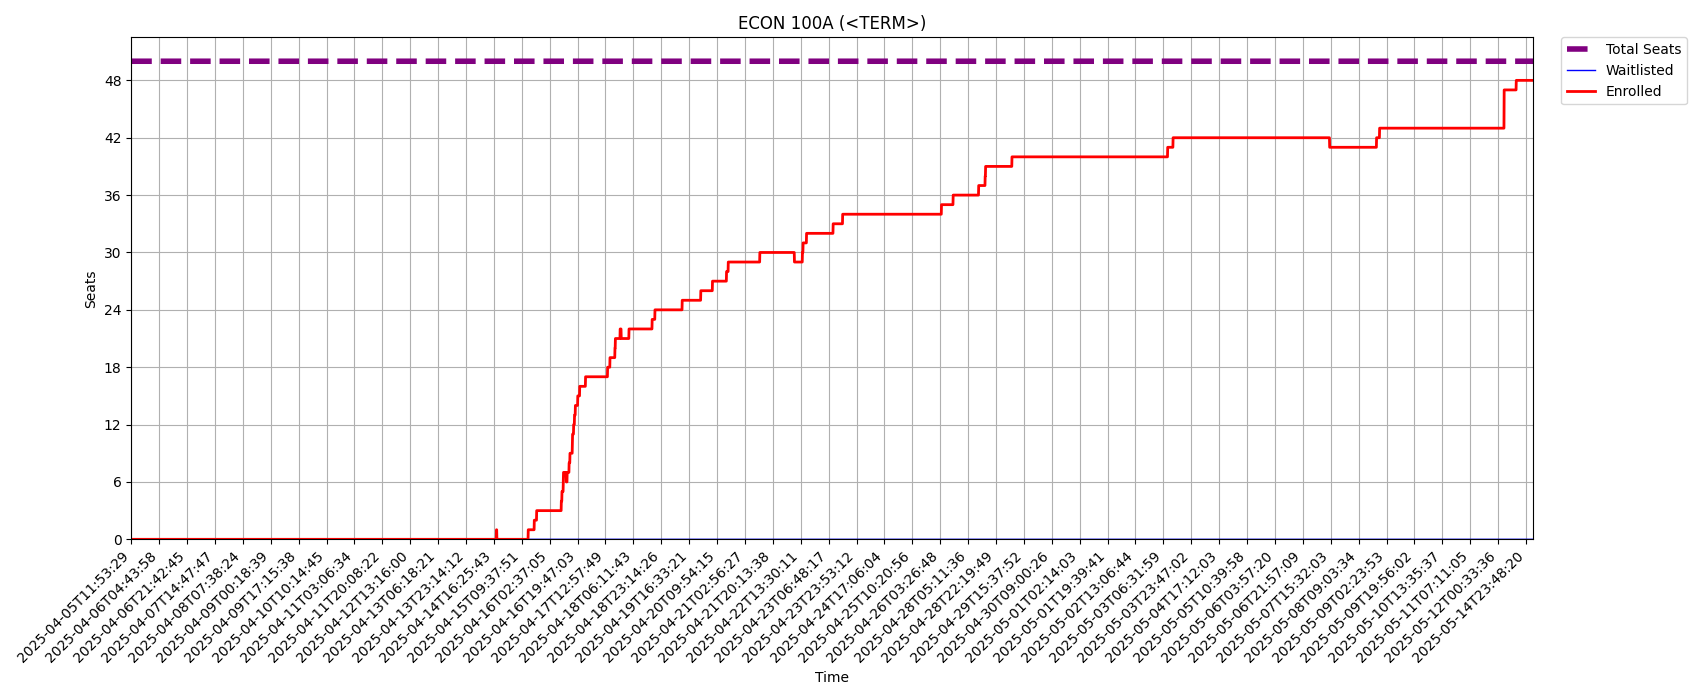 ECON 100A (<TERM>)
Total Seats
Waitlisted
Enrolled
Seats
48
42
36
30
24
18
12
6
0
2025-04-05T11:53:29
2025-04-06T04:43:58
2025-04-06T21:42:45
2025-04-07T14:47:47
2025-04-08T07:38:24
2025-04-09T00:18:39
2025-04-09T17:15:38
2025-04-10T10:14:45
2025-04-11T03:06:34
2025-04-11T20:08:22
2025-04-12T13:16:00
2025-04-13T06:18:21
2025-04-13T23:14:12
2025-04-14T16:25:43
2025-04-15T09:37:51
2025-04-16T02:37:05
2025-04-16T19:47:03
2025-04-17T12:57:49
2025-04-18T06:11:43
2025-04-18T23:14:26
2025-04-19T16:33:21
2025-04-20T09:54:15
2025-04-21T02:56:27
2025-04-21T20:13:38
2025-04-22T13:30:11
2025-04-23T06:48:17
2025-04-23T23:53:12
2025-04-24T17:06:04
2025-04-25T10:20:56
2025-04-26T03:26:48
2025-04-28T05:11:36
2025-04-28T22:19:49
2025-04-29T15:37:52
2025-04-30T09:00:26
2025-05-01T02:14:03
2025-05-01T19:39:41
2025-05-02T13:06:44
2025-05-03T06:31:59
2025-05-03T23:47:02
2025-05-04T17:12:03
2025-05-05T10:39:58
2025-05-06T03:57:20
2025-05-06T21:57:09
2025-05-07T15:32:03
2025-05-08T09:03:34
2025-05-09T02:23:53
2025-05-09T19:56:02
2025-05-10T13:35:37
2025-05-11T07:11:05
2025-05-12T00:33:36
2025-05-14T23:48:20
Time